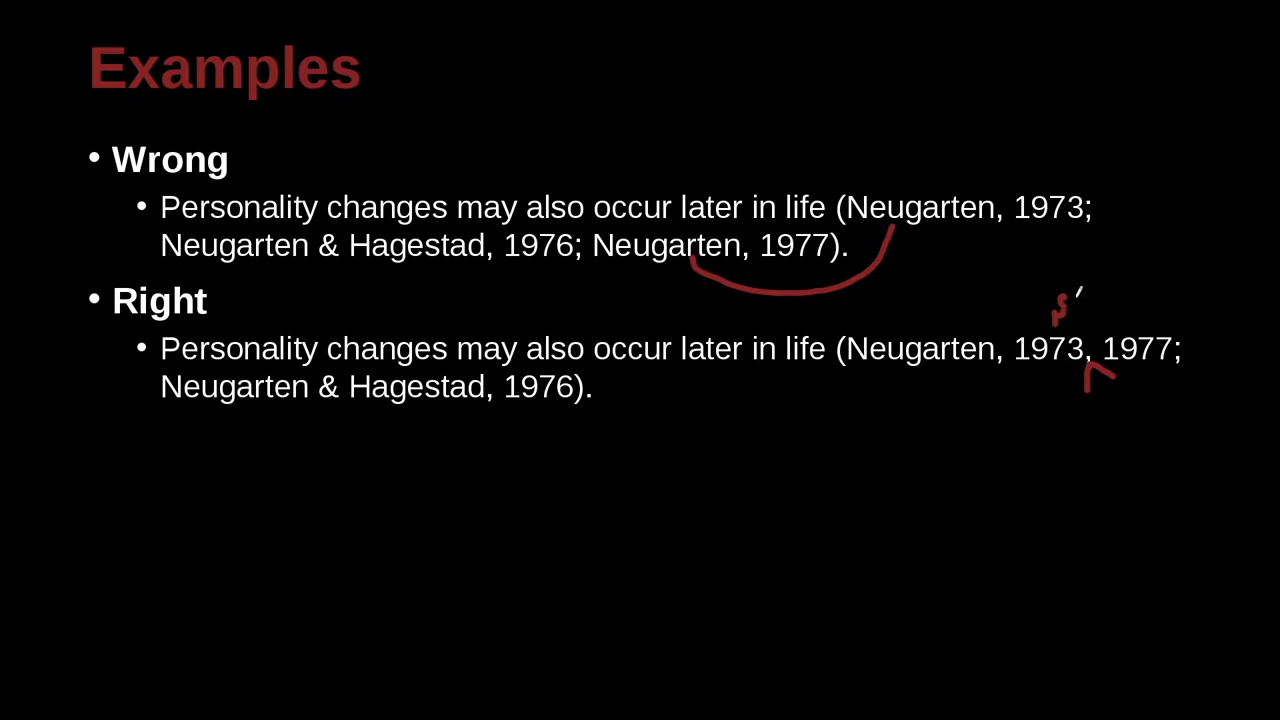 Examples
• Wrong
• Personality changes may also occur later in life (Neugarten, 1973;
Neugarten & Hagestad, 1976; Neugarten, 1977).
• Right
• Personality changes may also occur later in life (Neugarten, 1973, 1977;
Neugarten & Hagestad, 1976).